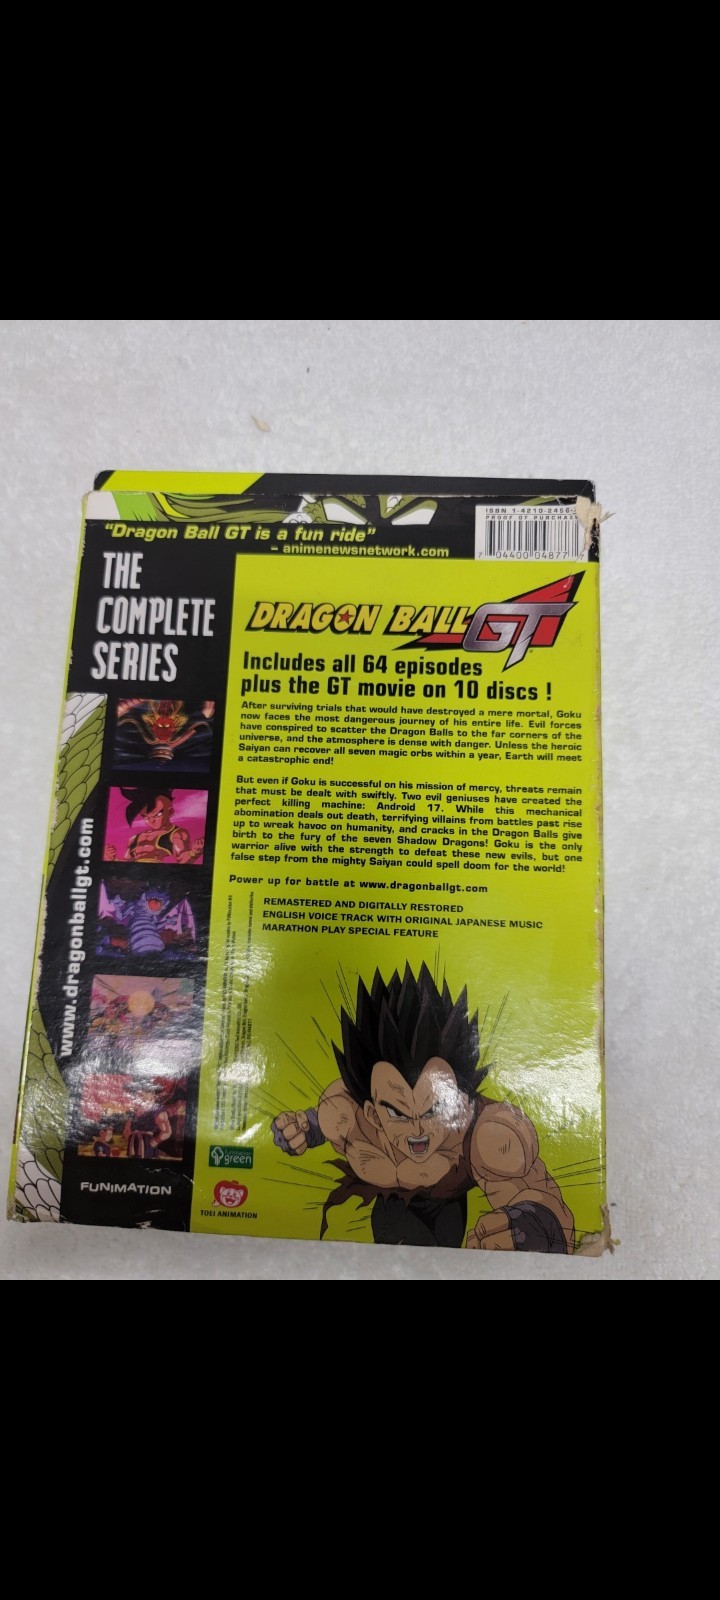 "Dragon Ball GT is a fun ride"
– animenewsnetwork.com
ISBN 1-4210-2456-
PROOF OF PURCHAS
7 04400 04877 7
THE
COMPLETE
SERIES
DRAGON BALL GT
Includes all 64 episodes
plus the GT movie on 10 discs !
After surviving trials that would have destroyed a mere mortal, Goku
now faces the most dangerous journey of his entire life. Evil forces
have conspired to scatter the Dragon Balls to the far corners of the
universe, and the atmosphere is dense with danger. Unless the heroic
Saiyan can recover all seven magic orbs within a year, Earth will meet
a catastrophic end!
But even if Goku is successful on his mission of mercy, threats remain
that must be dealt with swiftly. Two evil geniuses have created the
perfect killing machine: Android 17. While this mechanical
abomination deals out death, terrifying villains from battles past rise
up to wreak havoc on humanity, and cracks in the Dragon Balls give
birth to the fury of the seven Shadow Dragons! Goku is the only
warrior alive with the strength to defeat these new evils, but one
false step from the mighty Saiyan could spell doom for the world!
Power up for battle at www.dragonballgt.com
REMASTERED AND DIGITALLY RESTORED
ENGLISH VOICE TRACK WITH ORIGINAL JAPANESE MUSIC
MARATHON PLAY SPECIAL FEATURE
www.dragonballgt.com
green
FUNIMATION
TOEI ANIMATION